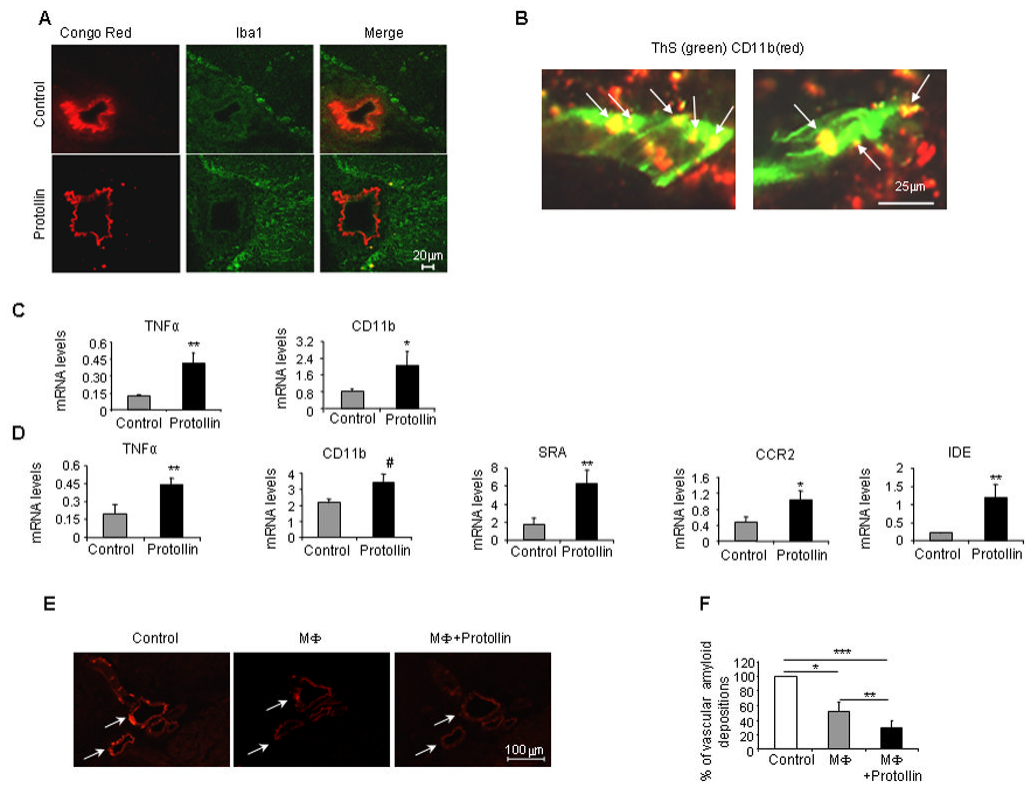 A
Congo Red Iba1 Merge
Control
Protollin
20μm
B
ThS (green) CD11b(red)
25μm
C
TNFα
mRNA levels
0.6
0.45
0.30
0.15
0
**
Control Protollin
CD11b
mRNA levels
3.2
2.4
1.6
0.8
0
*
Control Protollin
D
TNFα
mRNA levels
0.6
0.45
0.3
0.15
0
**
Control Protollin
CD11b
mRNA levels
4
3
2
1
0
#
Control Protollin
SRA
mRNA levels
8
6
4
2
0
**
Control Protollin
CCR2
mRNA levels
1.6
1.2
0.8
0.4
0
*
Control Protollin
IDE
mRNA levels
2
1.5
1
0.5
0
**
Control Protollin
E
Control MΦ MΦ+Protollin
100μm
F
% of vascular amyloid
depositions
120
100
80
60
40
20
0
***
*
**
Control MΦ MΦ
+Protollin